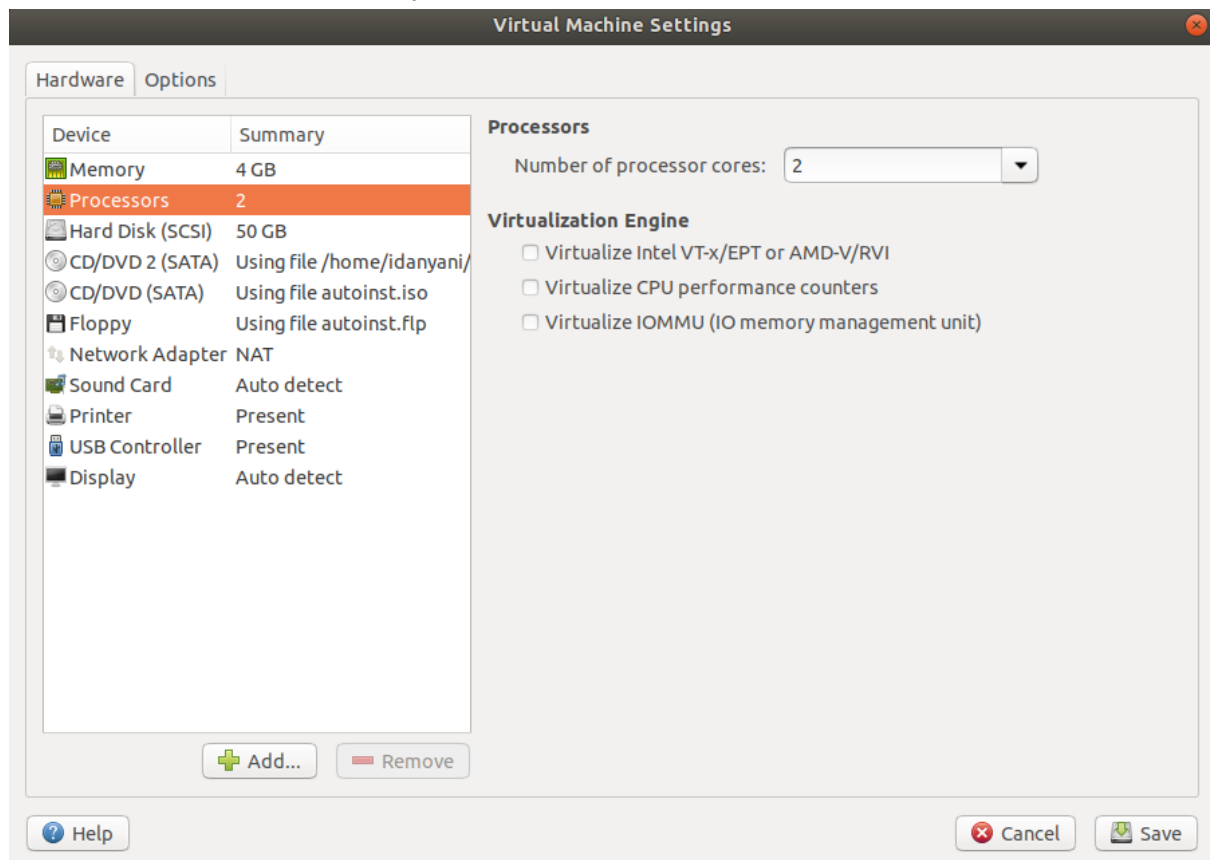 Virtual Machine Settings
Hardware Options
Device Summary
Memory 4 GB
Processors 2
Hard Disk (SCSI) 50 GB
CD/DVD 2 (SATA) Using file /home/idanyani/
CD/DVD (SATA) Using file autoinst.iso
Floppy Using file autoinst.flp
Network Adapter NAT
Sound Card Auto detect
Printer Present
USB Controller Present
Display Auto detect
Add... Remove
Processors
Number of processor cores: 2
Virtualization Engine
Virtualize Intel VT-x/EPT or AMD-V/RVI
Virtualize CPU performance counters
Virtualize IOMMU (IO memory management unit)
Help Cancel Save